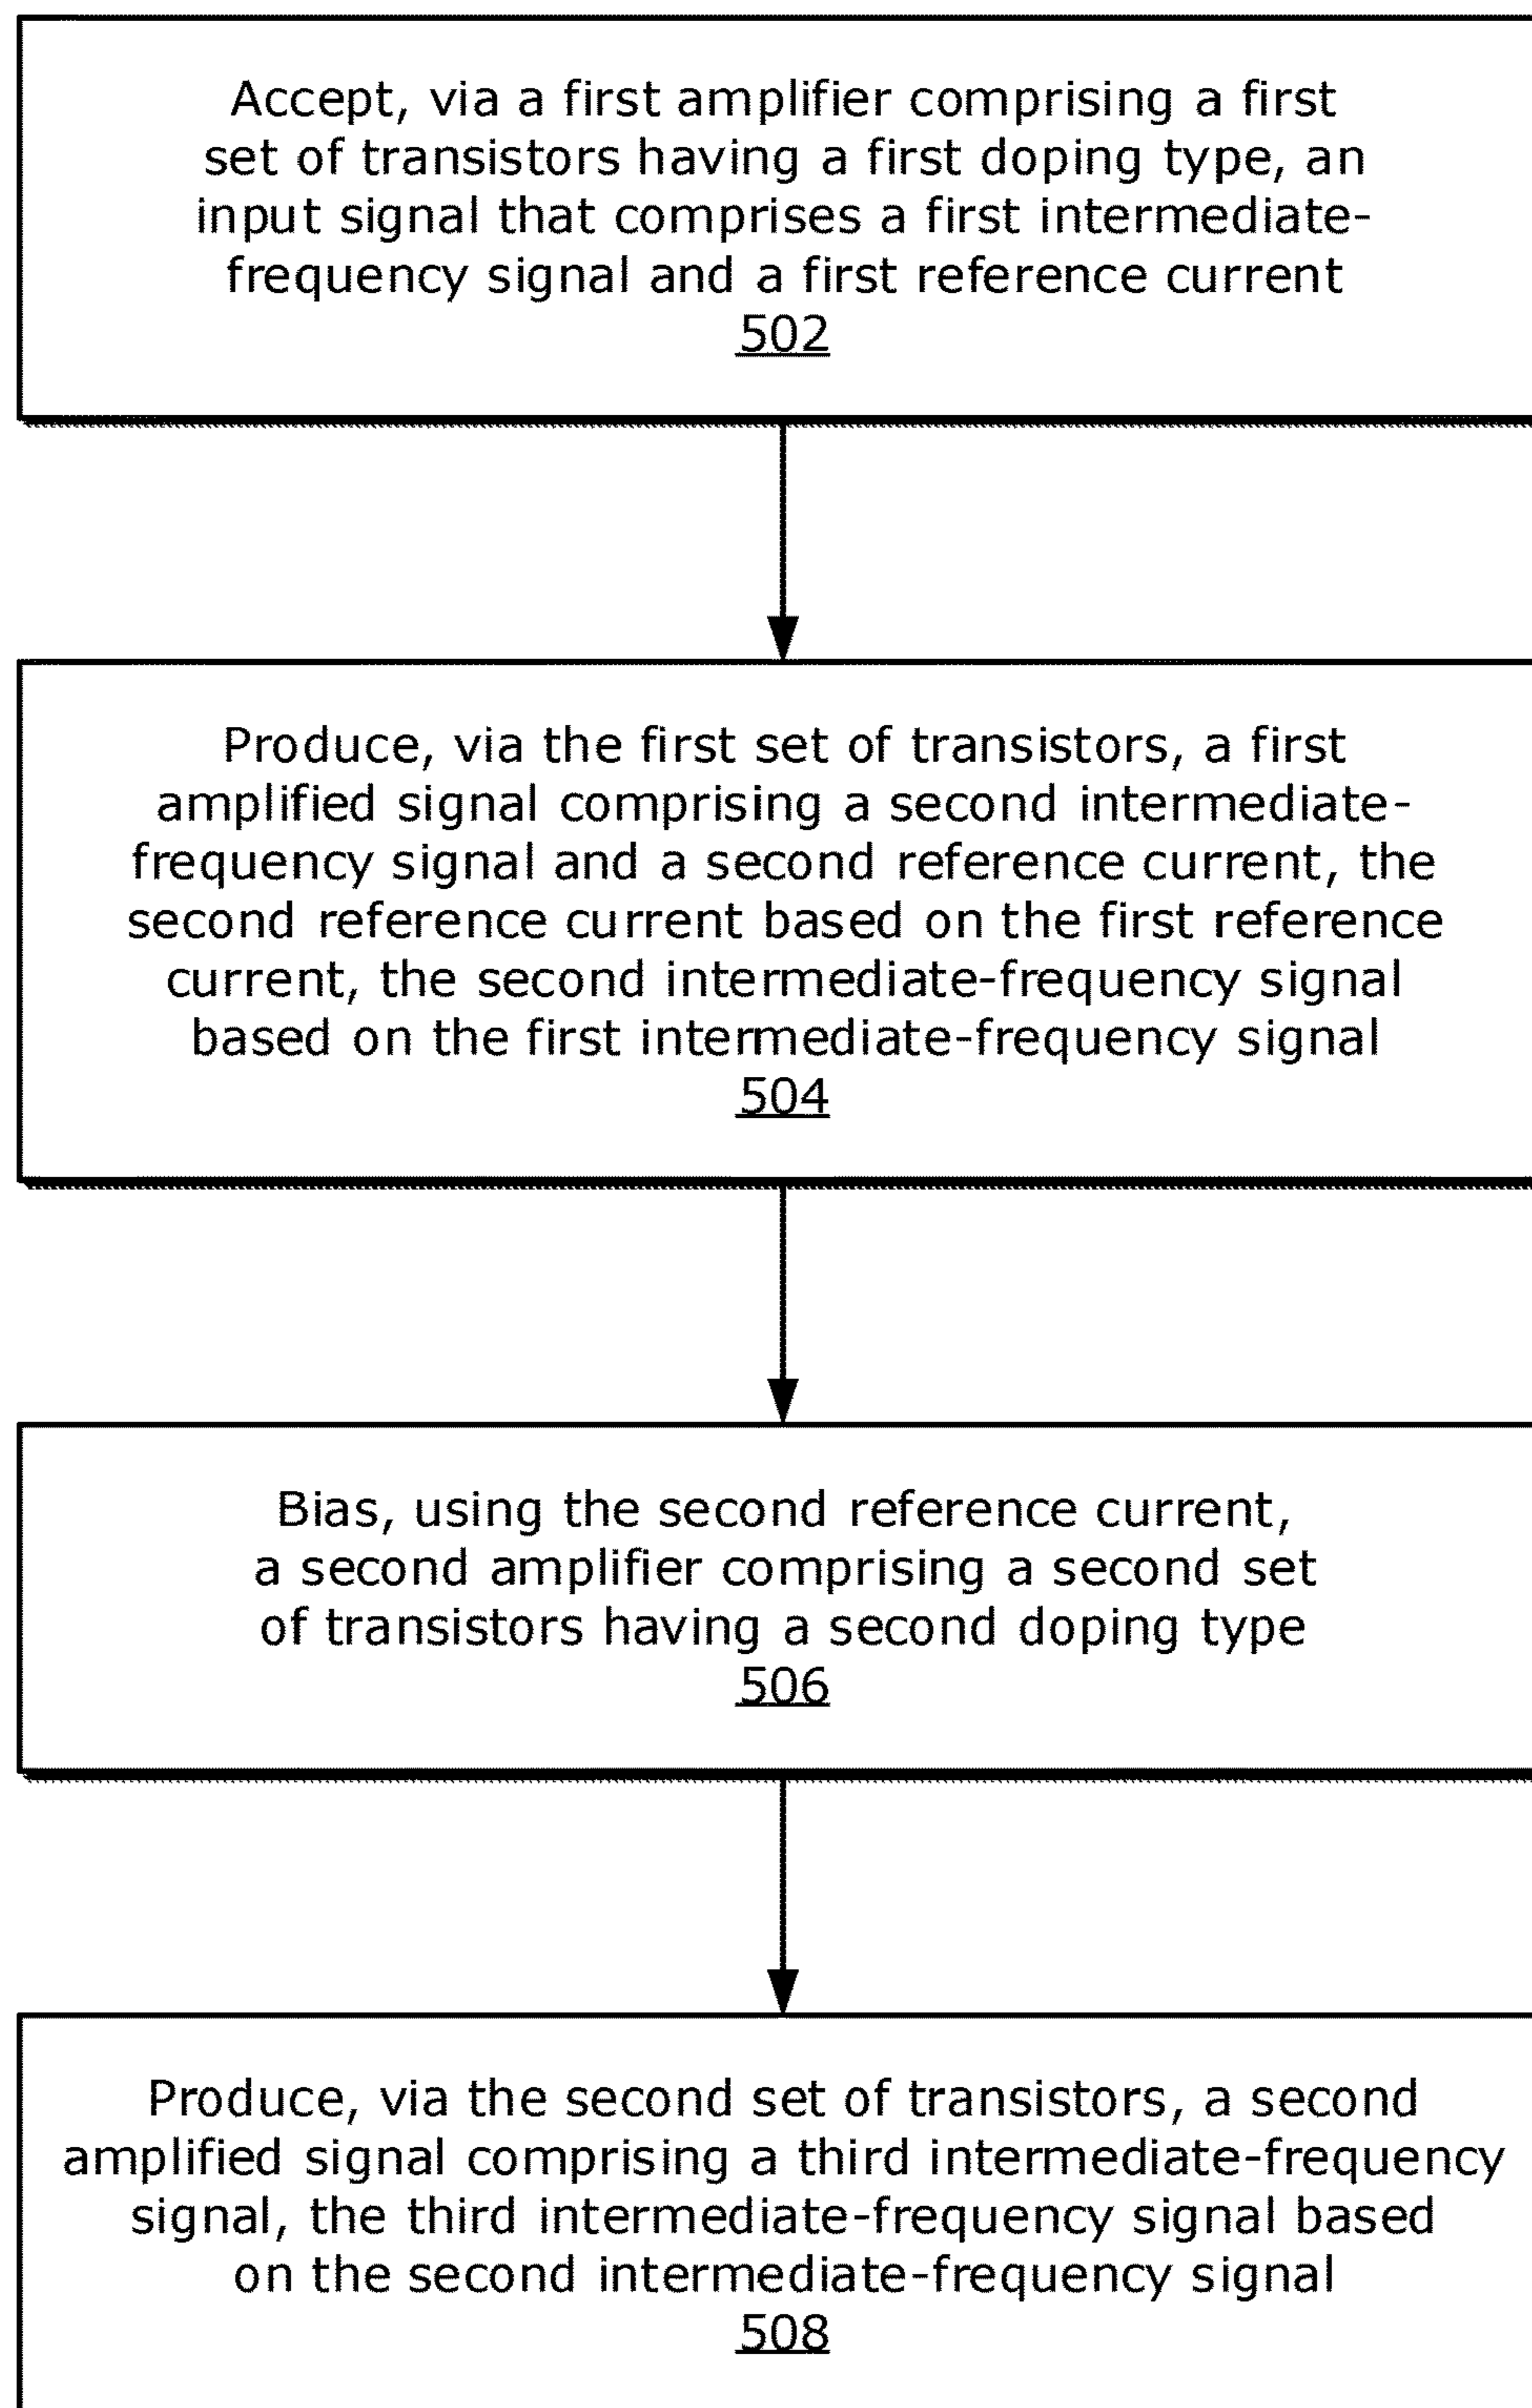 Accept, via a first amplifier comprising a first
set of transistors having a first doping type, an
input signal that comprises a first intermediate-
frequency signal and a first reference current
502
Produce, via the first set of transistors, a first
amplified signal comprising a second intermediate-
frequency signal and a second reference current, the
second reference current based on the first reference
current, the second intermediate-frequency signal
based on the first intermediate-frequency signal
504
Bias, using the second reference current,
a second amplifier comprising a second set
of transistors having a second doping type
506
Produce, via the second set of transistors, a second
amplified signal comprising a third intermediate-frequency
signal, the third intermediate-frequency signal based
on the second intermediate-frequency signal
508